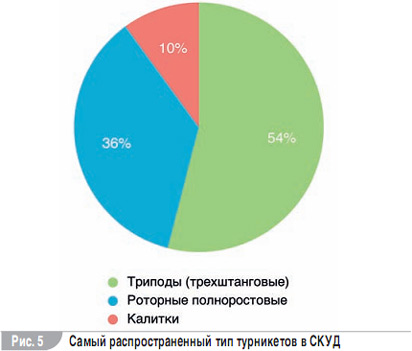 10%
36%
54%
Триподы (трехштанговые)
Роторные полноростовые
Калитки
Рис. 5 Самый распространенный тип турникетов в СКУД